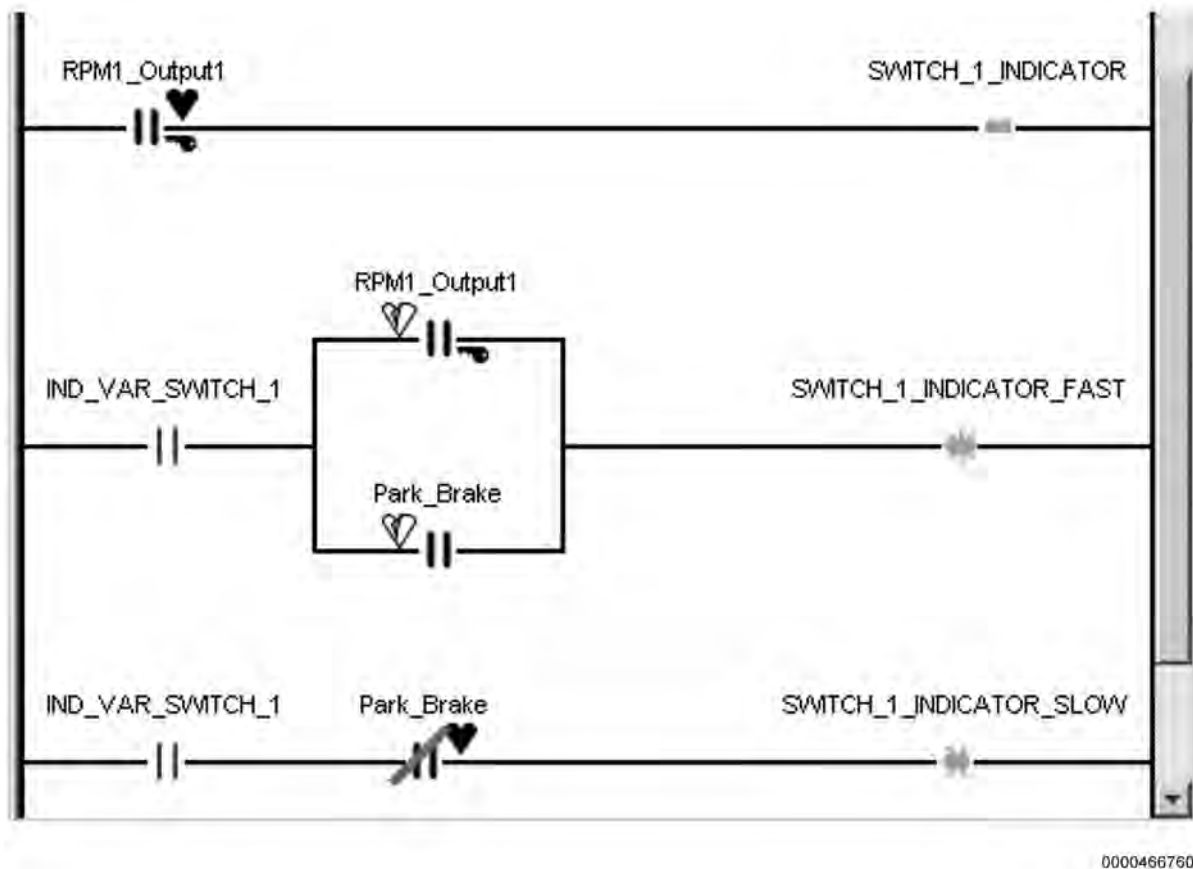 RPM1_Output1 SWITCH_1_INDICATOR
RPM1_Output1
IND_VAR_SWITCH_1 SWITCH_1_INDICATOR_FAST
Park_Brake
IND_VAR_SWITCH_1 Park_Brake SWITCH_1_INDICATOR_SLOW
0000466760